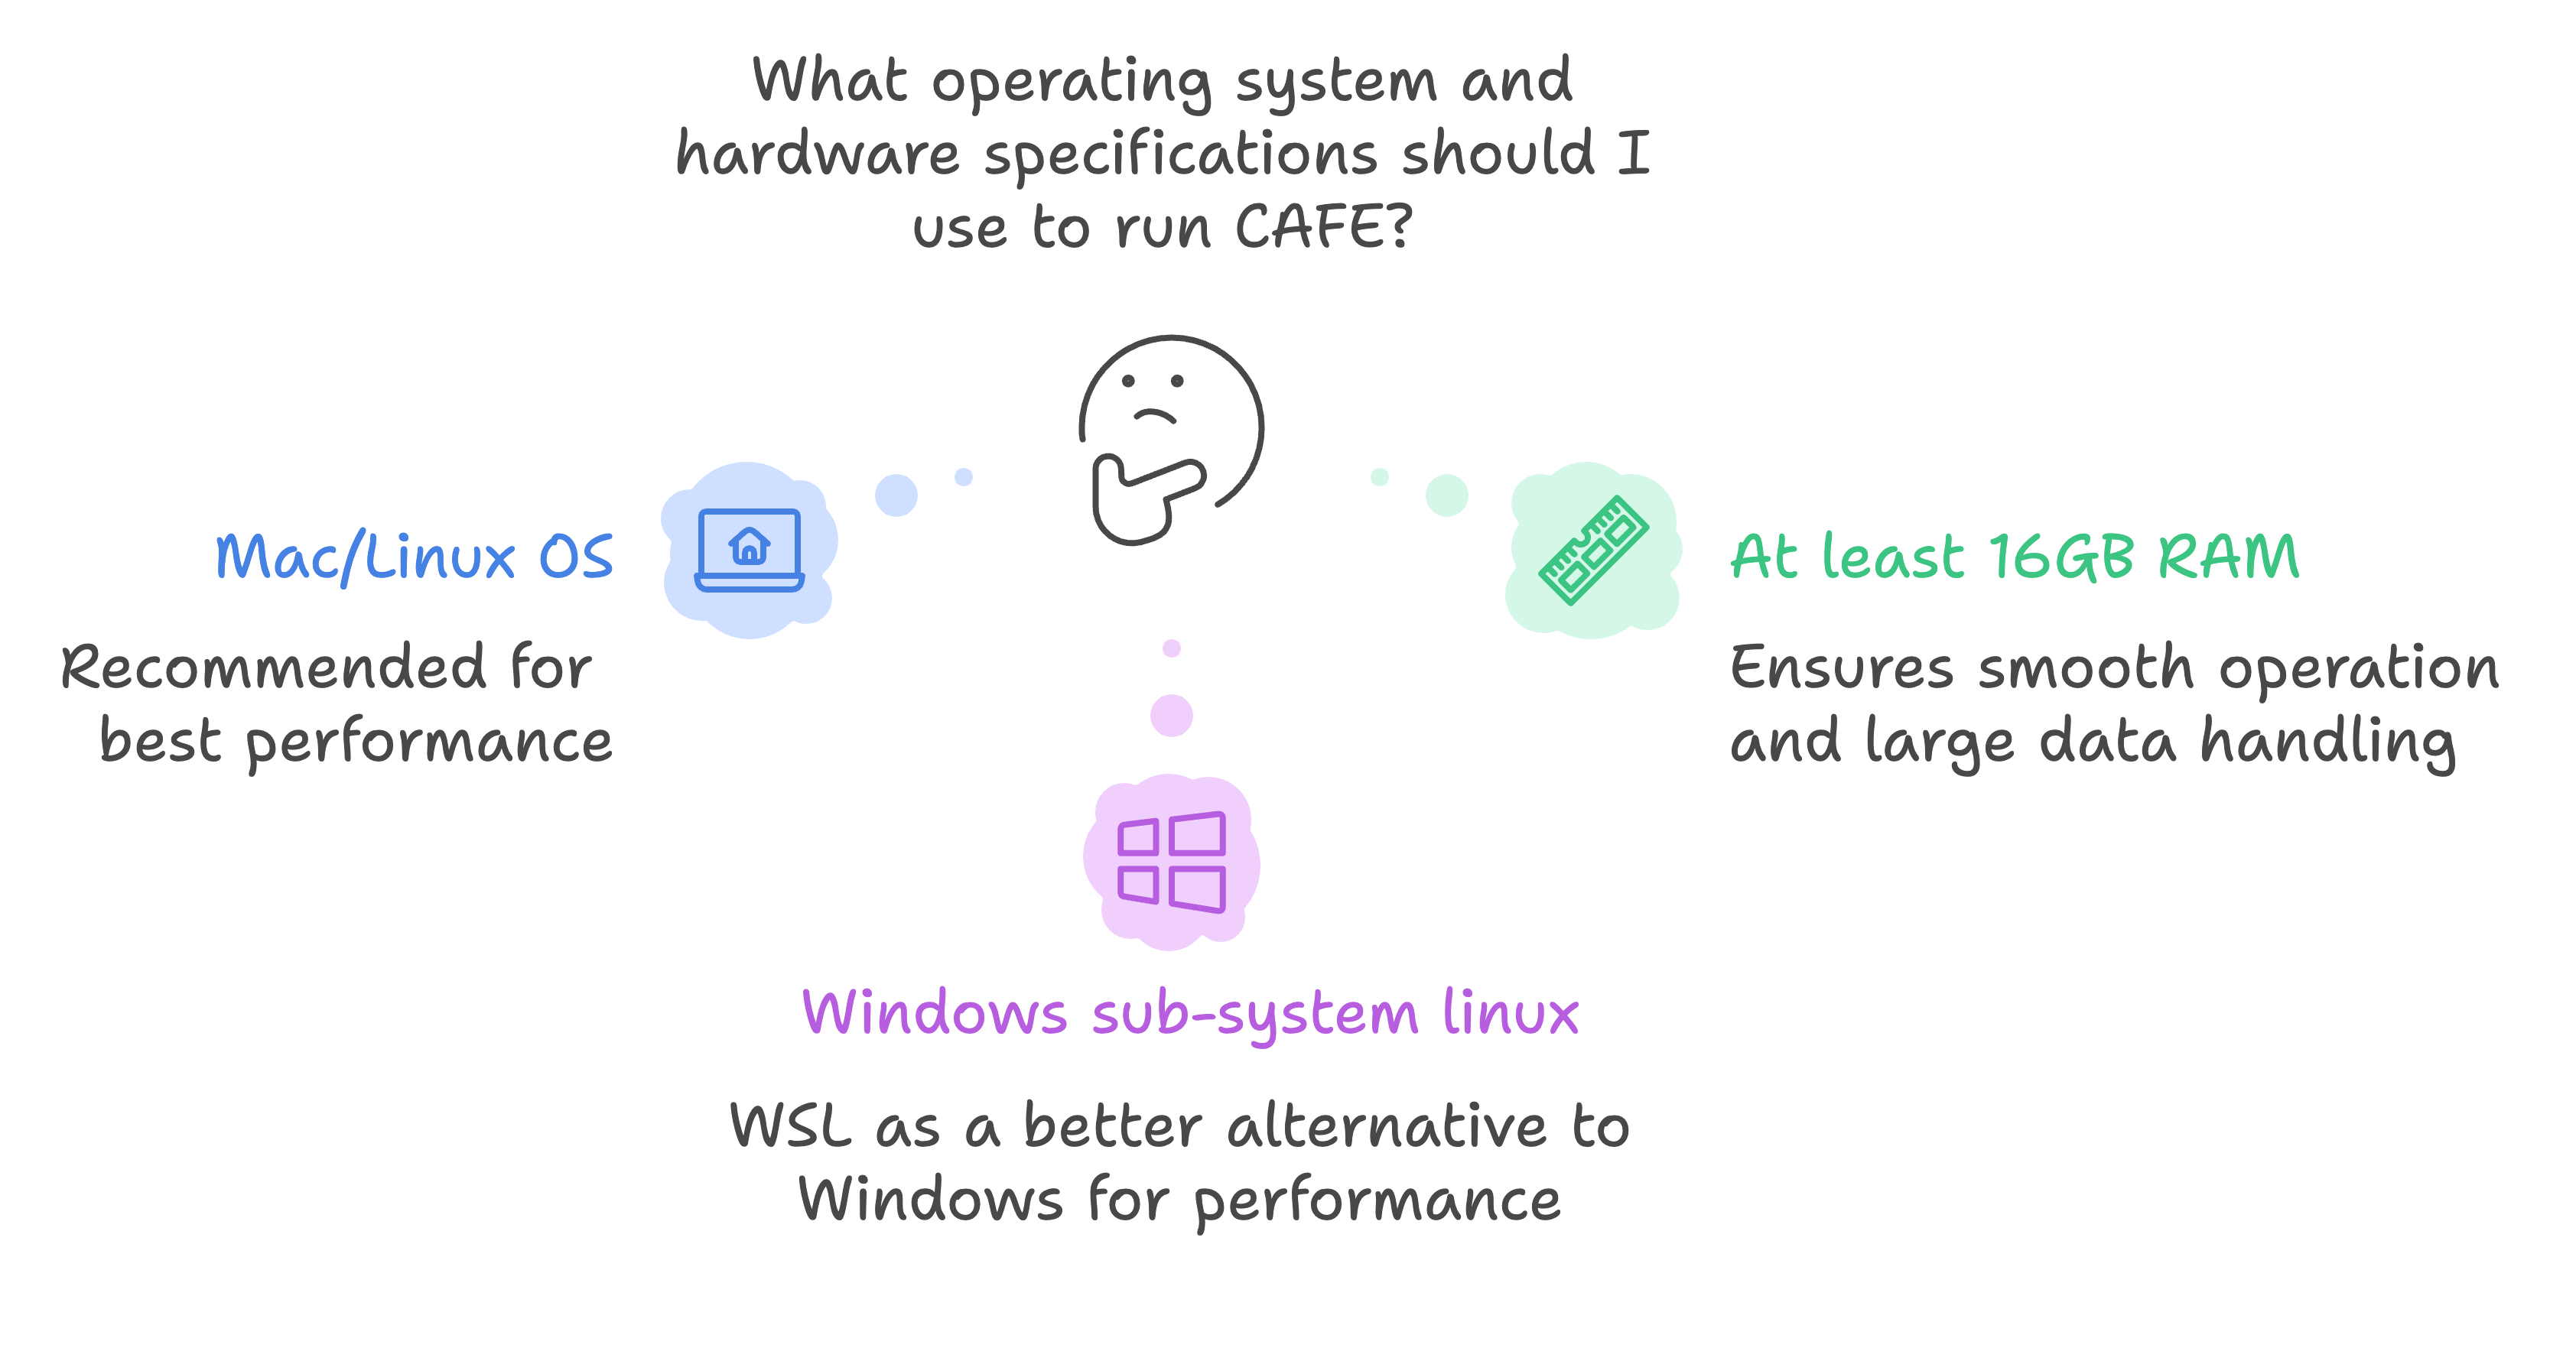 What operating system and
hardware specifications should I
use to run CAFE?
Mac/Linux OS
Recommended for
best performance
At least 16GB RAM
Ensures smooth operation
and large data handling
Windows sub-system linux
WSL as a better alternative to
Windows for performance